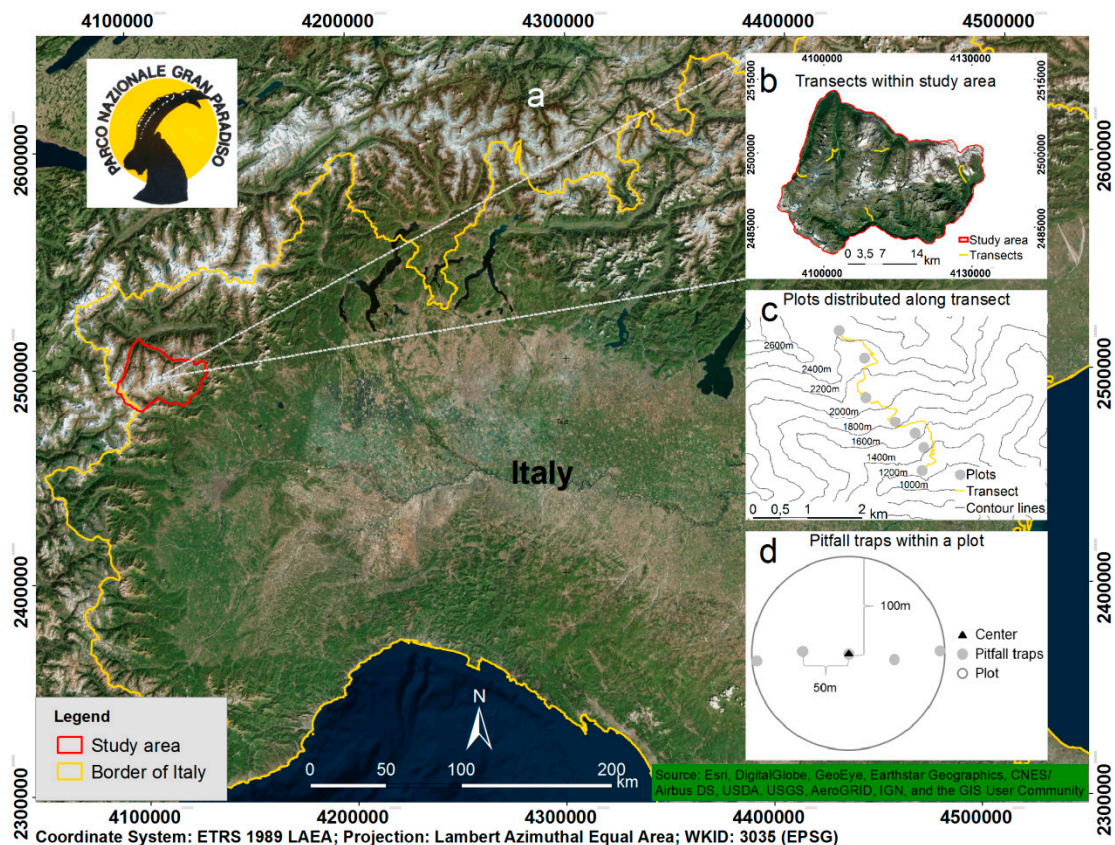 4100000
4200000
4300000
4400000
4500000
2600000
2500000
2400000
2300000
2600000
2500000
2400000
2300000
PARCO NAZIONALE GRAN PARADISO
a
Italy
Legend
Study area
Border of Italy
N
0 50 100 200
km
b
Transects within study area
4100000
4130000
2515000
2500000
2485000
2515000
2500000
2485000
Study area
Transects
0 3,5 7 14
km
4100000
4130000
c
Plots distributed along transect
2600m
2400m
2200m
2000m
1800m
1600m
1400m
1200m
1000m
Plots
Transect
Contour lines
0 0,5 1 2
km
d
Pitfall traps within a plot
100m
50m
Center
Pitfall traps
Plot
Source: Esri, DigitalGlobe, GeoEye, Earthstar Geographics, CNES/
Airbus DS, USDA, USGS, AeroGRID, IGN, and the GIS User Community
4100000
4200000
4300000
4400000
4500000
Coordinate System: ETRS 1989 LAEA; Projection: Lambert Azimuthal Equal Area; WKID: 3035 (EPSG)